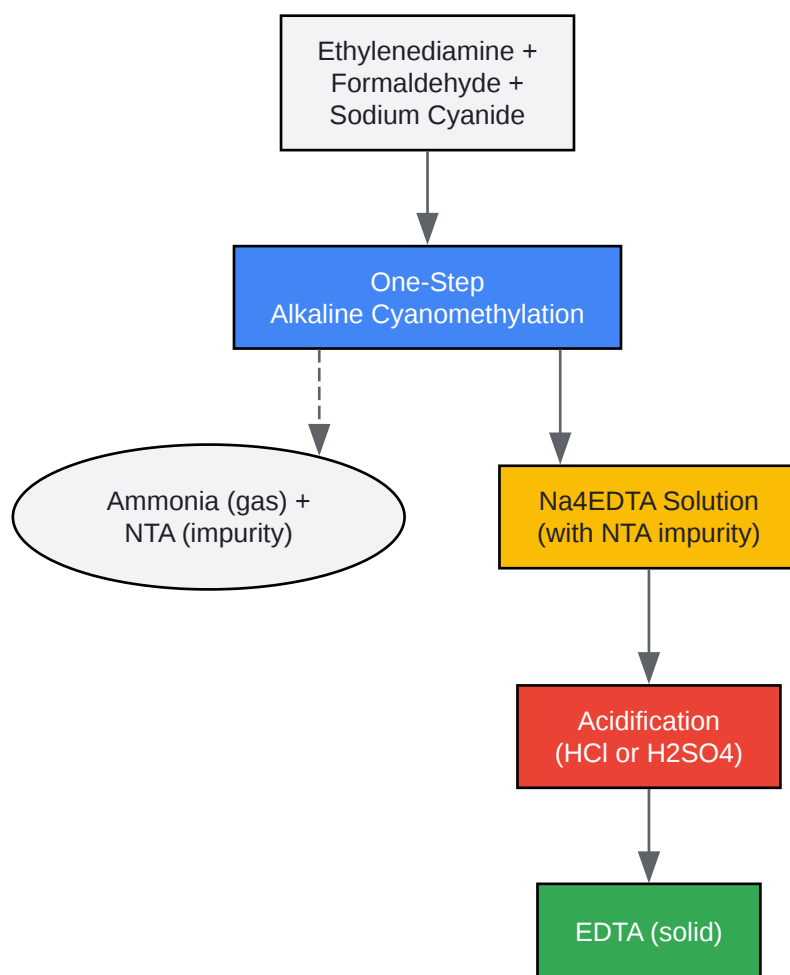 Ethylenediamine +
Formaldehyde +
Sodium Cyanide
One-Step
Alkaline Cyanomethylation
Ammonia (gas) +
NTA (impurity)
Na4EDTA Solution
(with NTA impurity)
Acidification
(HCl or H2SO4)
EDTA (solid)